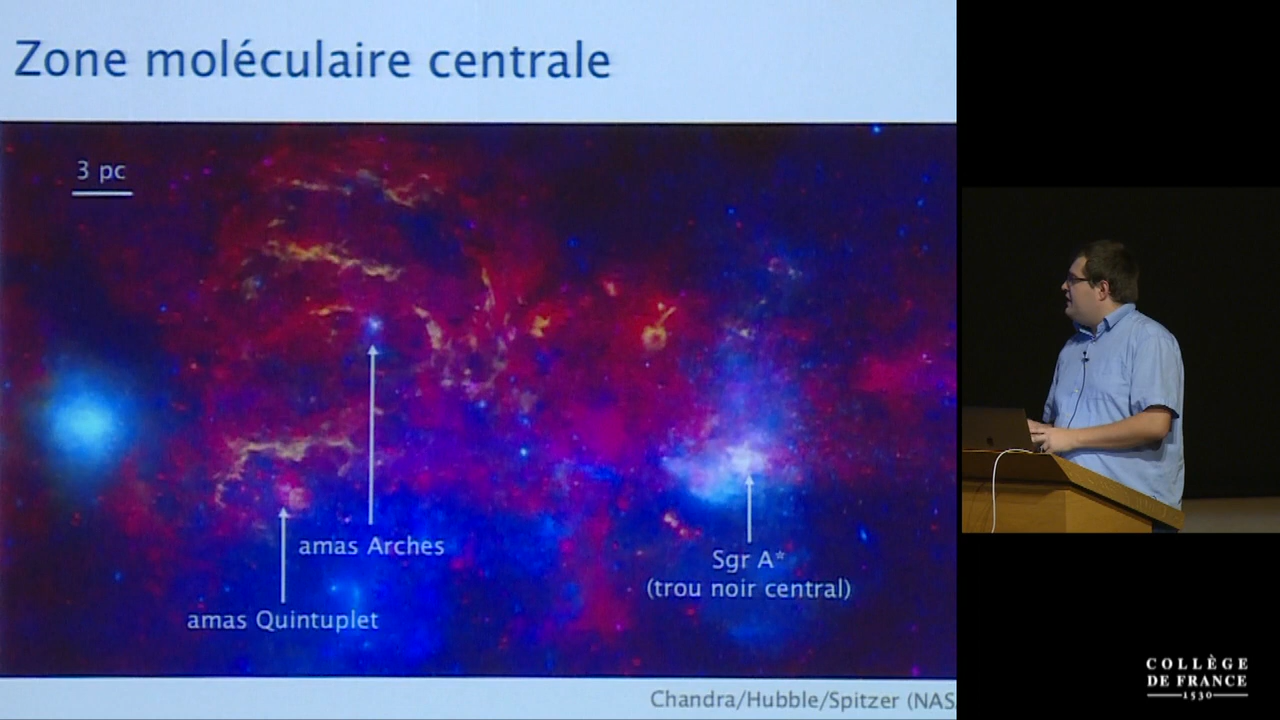 Zone moléculaire centrale
3 pc
amas Arches
Sgr A*
(trou noir central)
amas Quintuplet
Chandra/Hubble/Spitzer (NAS
COLLÈGE
DE FRANCE
1530